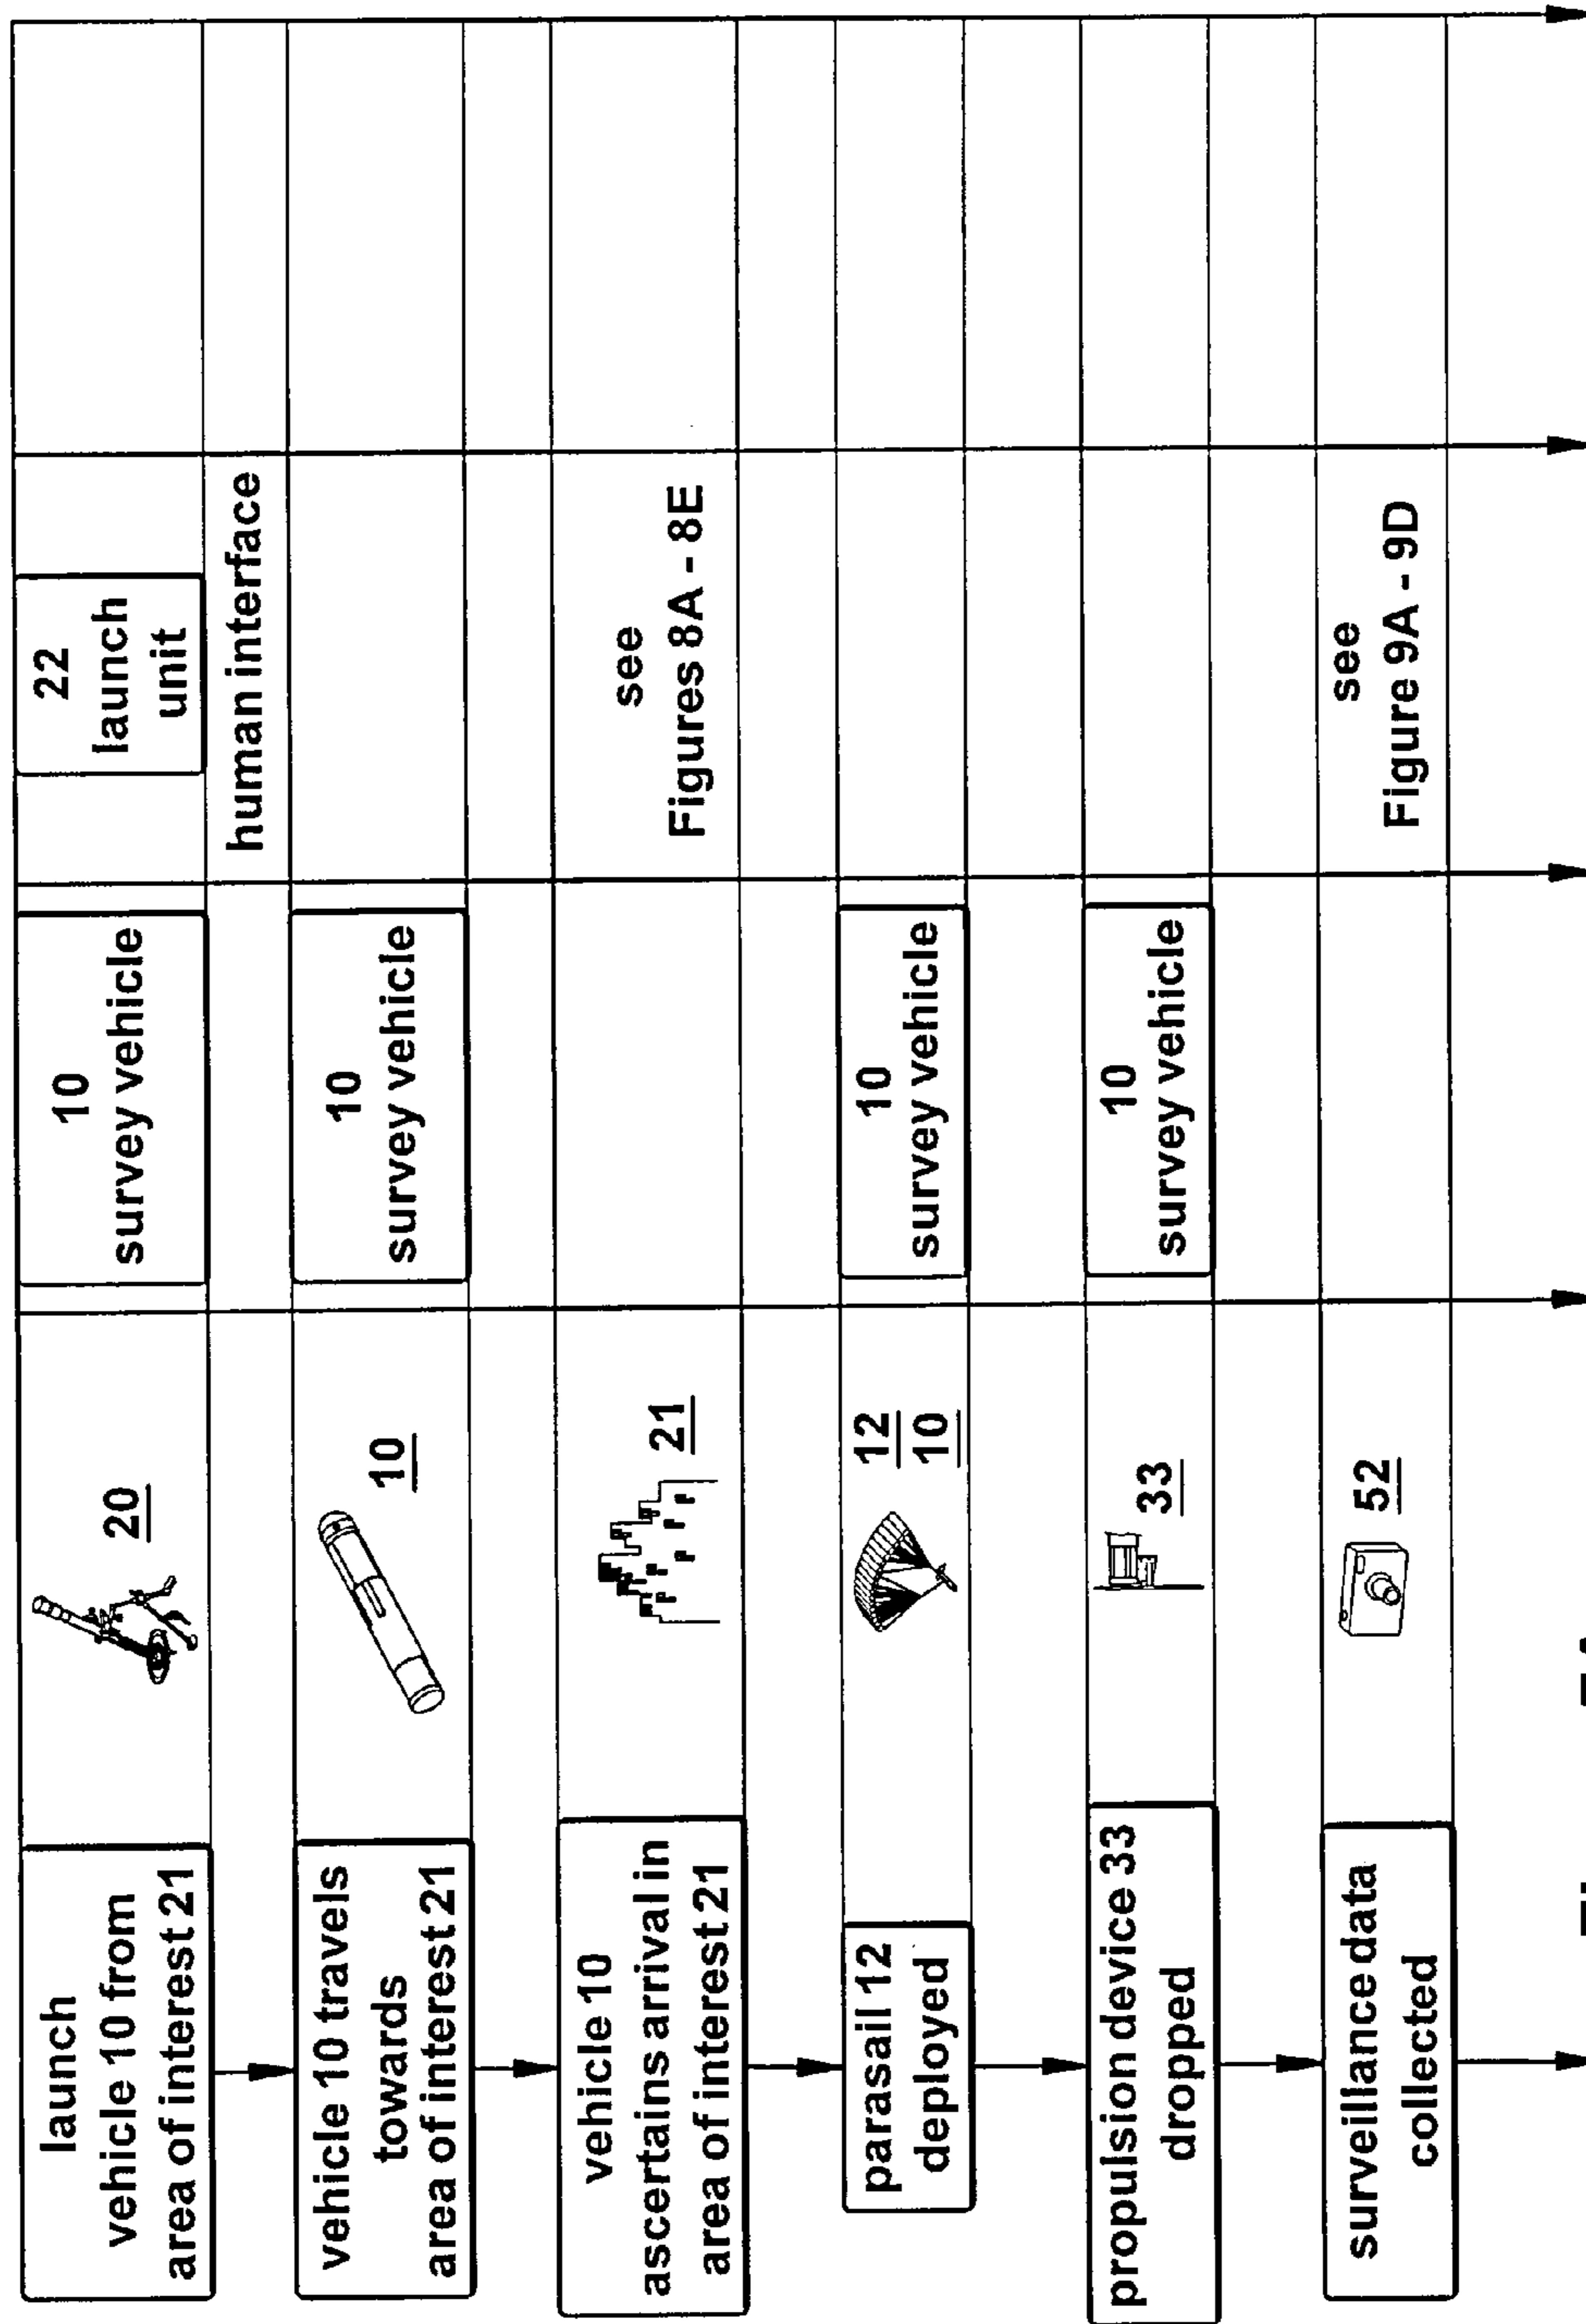 launch
vehicle 10 from
area of interest 21
20
10
survey vehicle
22
launch
unit
human interface
vehicle 10 travels
towards
area of interest 21
10
10
survey vehicle
vehicle 10
ascertains arrival in
area of interest 21
21
see
Figures 8A - 8E
parasail 12
deployed
12
10
10
survey vehicle
propulsion device 33
dropped
33
10
survey vehicle
surveillance data
collected
52
see
Figure 9A - 9D